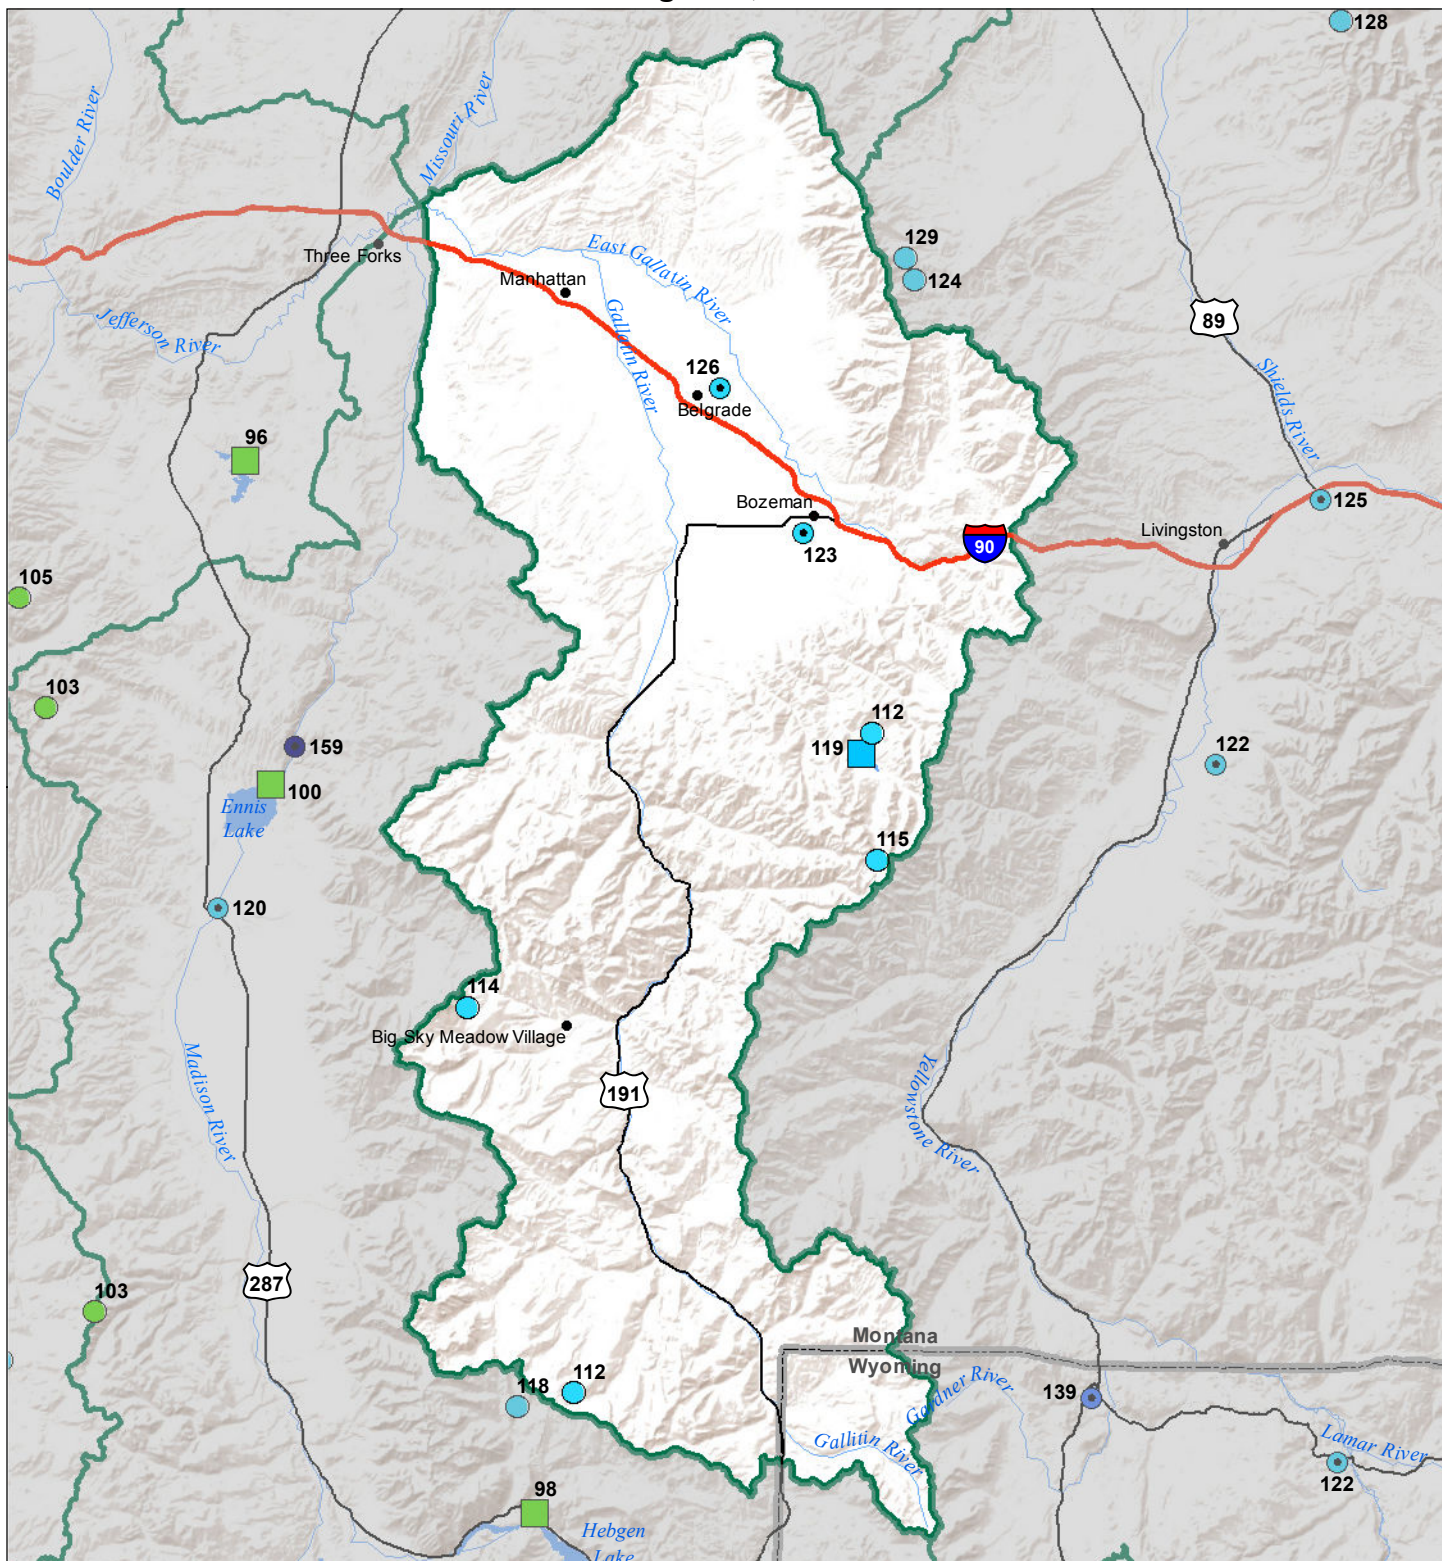 128
Boulder River
Missouri River
129
124
Three Forks
Manhattan
East Gallatin River
Jefferson River
Gallatin River
89
Shields River
126
Belgrade
96
Bozeman
123
90
Livingston
125
105
103
159
100
Ennis
Lake
112
119
122
115
120
114
Big Sky Meadow Village
Madison River
191
Yellowstone River
287
103
Montana
Wyoming
118
112
Gardner River
139
Gallitin River
Lamar River
122
98
Hebgen
Lake